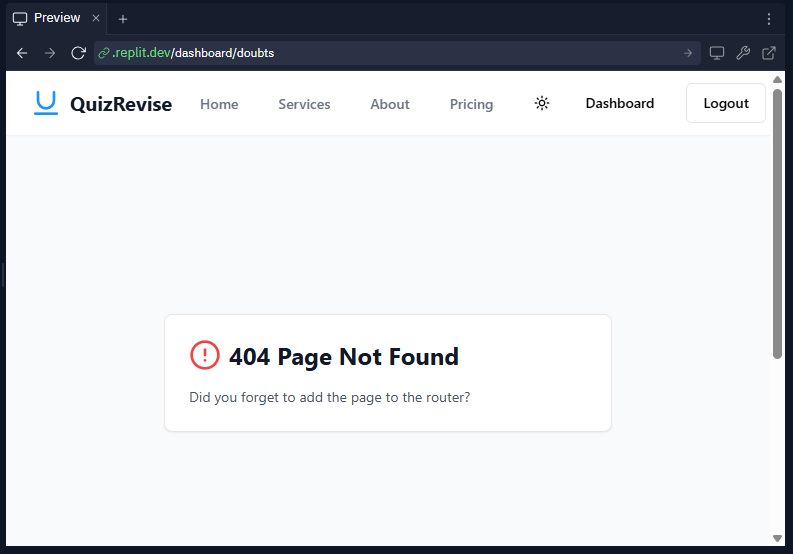 Preview
.replit.dev/dashboard/doubts
QuizRevise Home Services About Pricing Dashboard Logout
404 Page Not Found
Did you forget to add the page to the router?